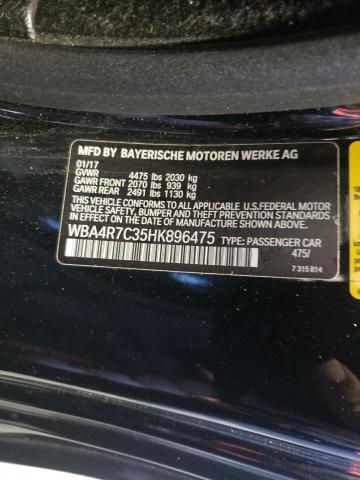 MFD BY BAYERISCHE MOTOREN WERKE AG
01/17
GVWR 4475 lbs 2030 kg
GAWR FRONT 2070 lbs 939 kg
GAWR REAR 2491 lbs 1130 kg
THIS VEHICLE CONFORMS TO ALL APPLICABLE U.S.FEDERAL MOTOR
VEHICLE SAFETY, BUMPER, AND THEFT PREVENTION STANDARDS
IN EFFECT ON THE DATE OF MANUFACTURE SHOWN ABOVE.
WBA4R7C35HK896475 TYPE: PASSENGER CAR
475/
7 315 814